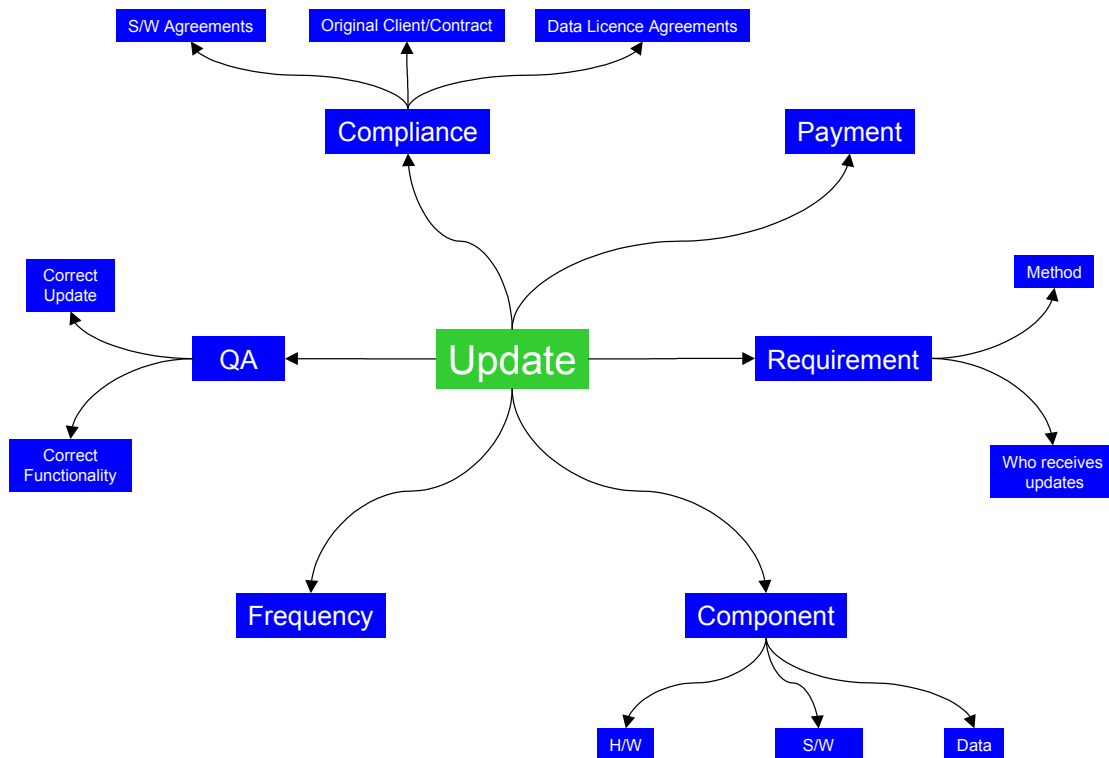 S/W Agreements
Original Client/Contract
Data Licence Agreements
Compliance
Payment
Correct
Update
Method
QA
Update
Requirement
Correct
Functionality
Who receives
updates
Frequency
Component
H/W
S/W
Data